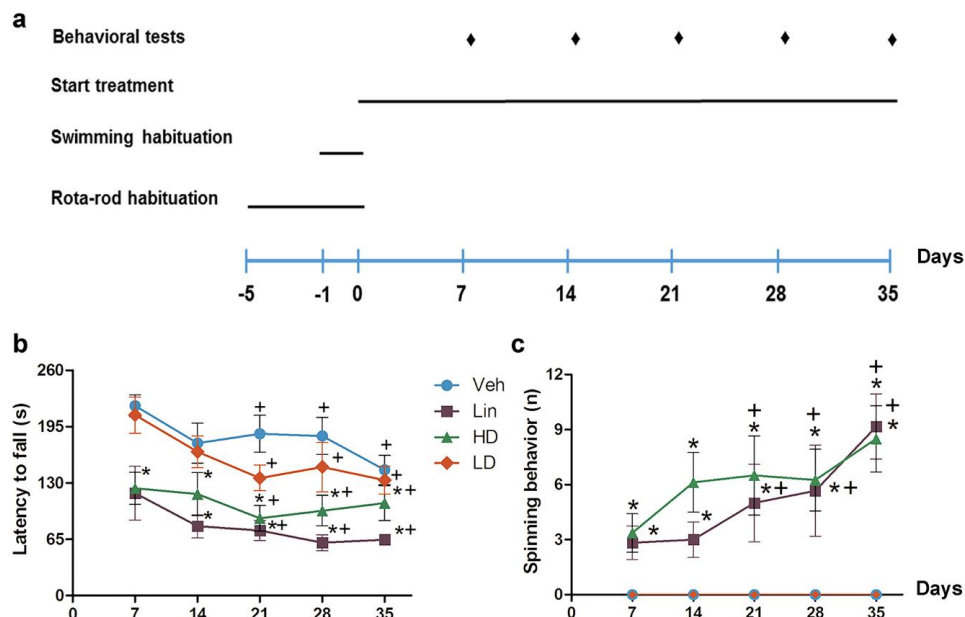 a
Behavioral tests
Start treatment
Swimming habituation
Rota-rod habituation
Days
-5 -1 0 7 14 21 28 35
b
Latency to fall (s)
260
195
130
65
0
0 7 14 21 28 35
+ + + + + +
* * * + * + * +
* * + * + * +
Veh
Lin
HD
LD
c
Spinning behavior (n)
12
9
6
3
0
0 7 14 21 28 35
* * + * + * + *
* * * + * + + *
Days